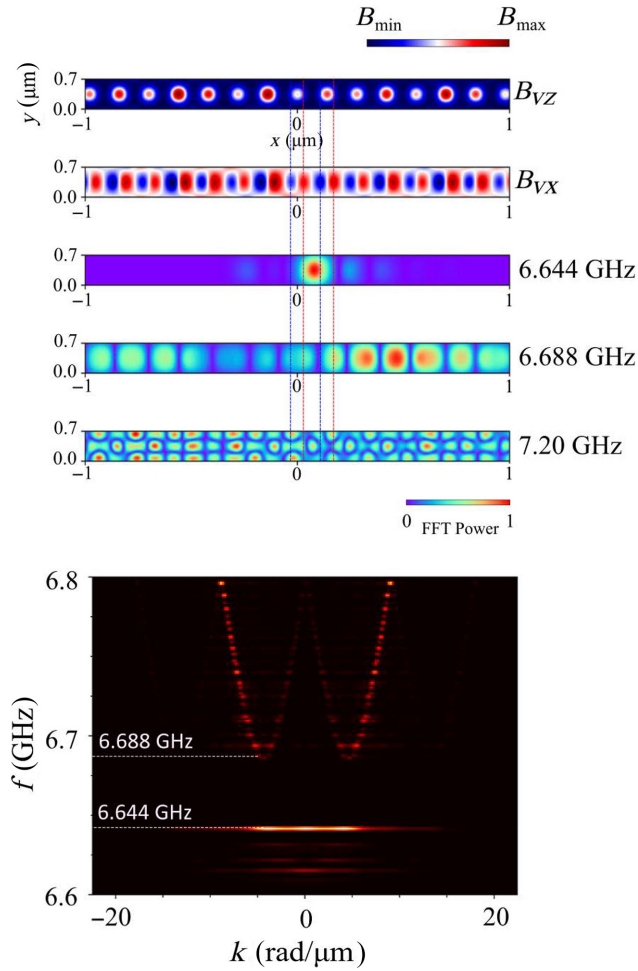 B_min B_max
y (μm)
0.7
0.0
B_VZ
-1 1
x (μm)
0.7
0.0
B_VX
-1 0 1
0.7
0.0
6.644 GHz
-1 0 1
0.7
0.0
6.688 GHz
-1 0 1
0.7
0.0
7.20 GHz
-1 0 1
0 1
FFT Power
6.8
6.7
6.6
f (GHz)
6.688 GHz
6.644 GHz
−20 −10 0 10 20
k (rad/μm)